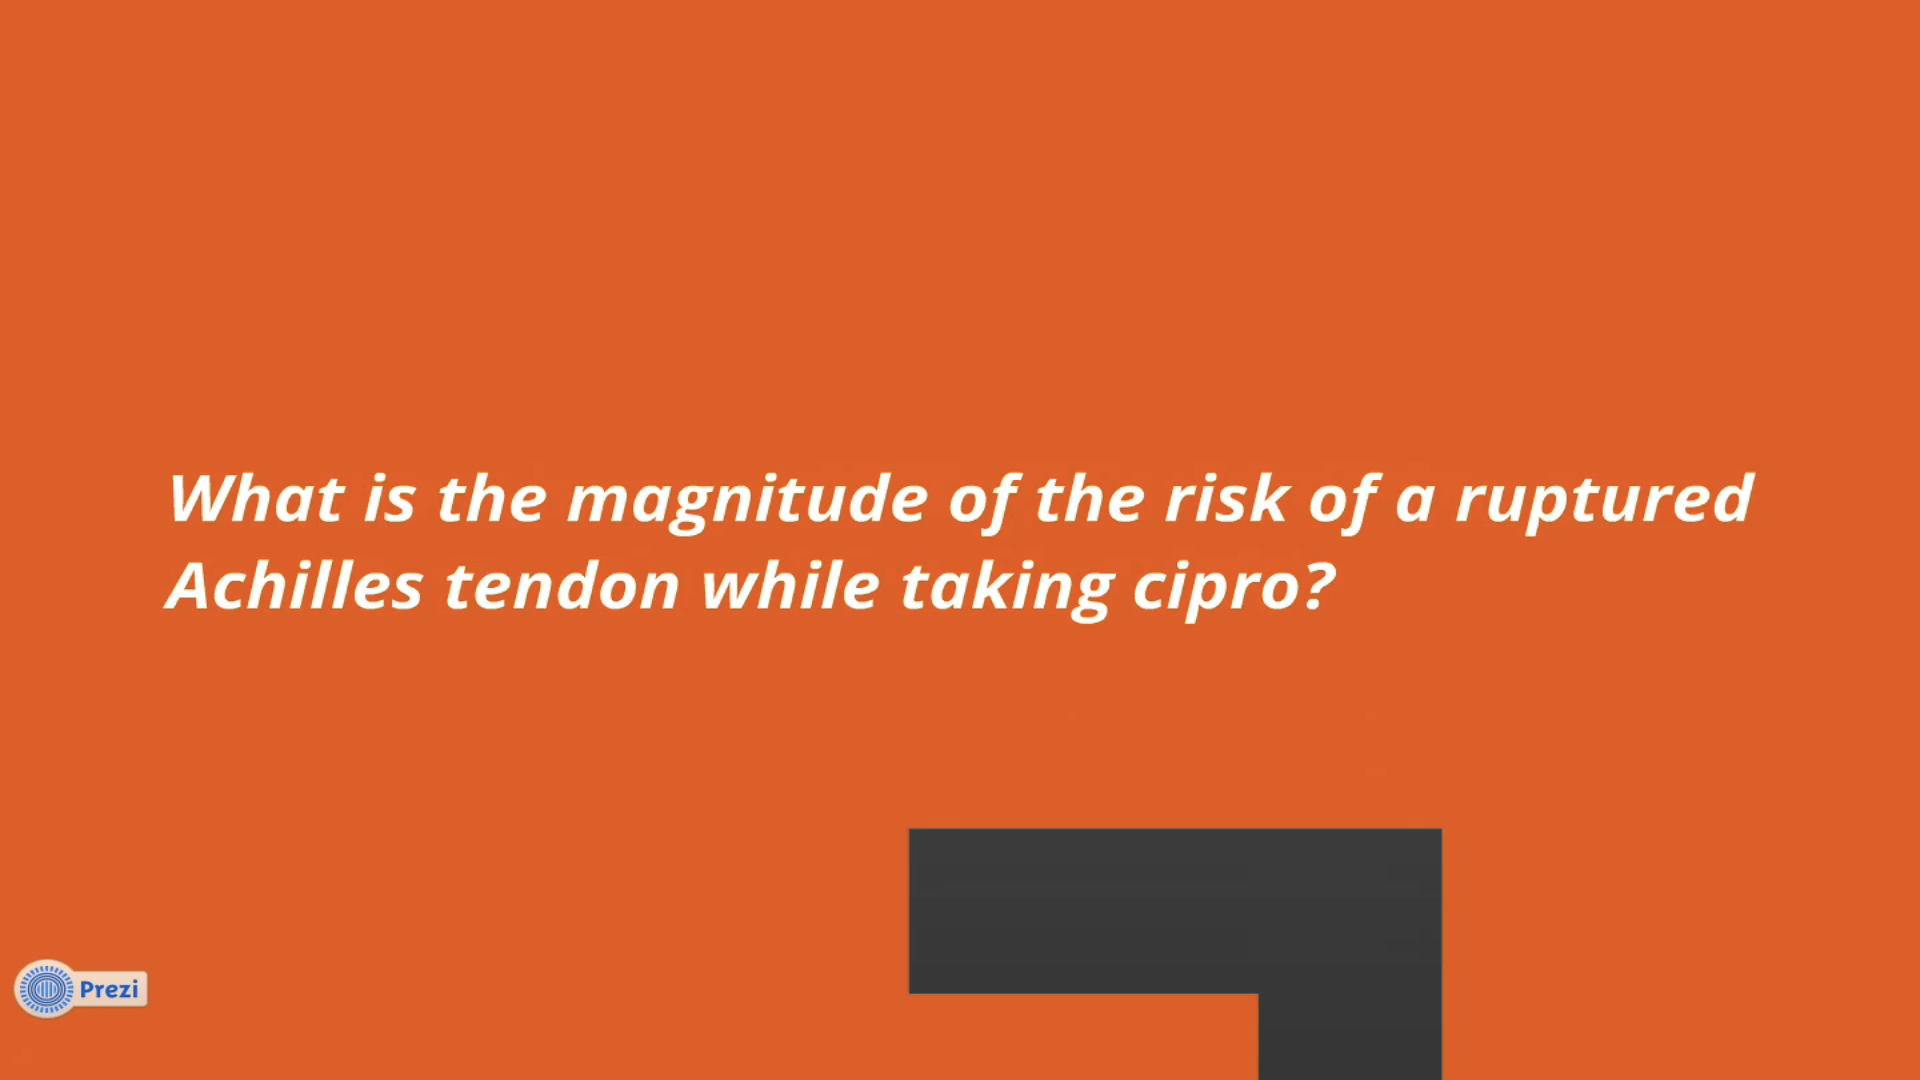 What is the magnitude of the risk of a ruptured
Achilles tendon while taking cipro?
Prezi